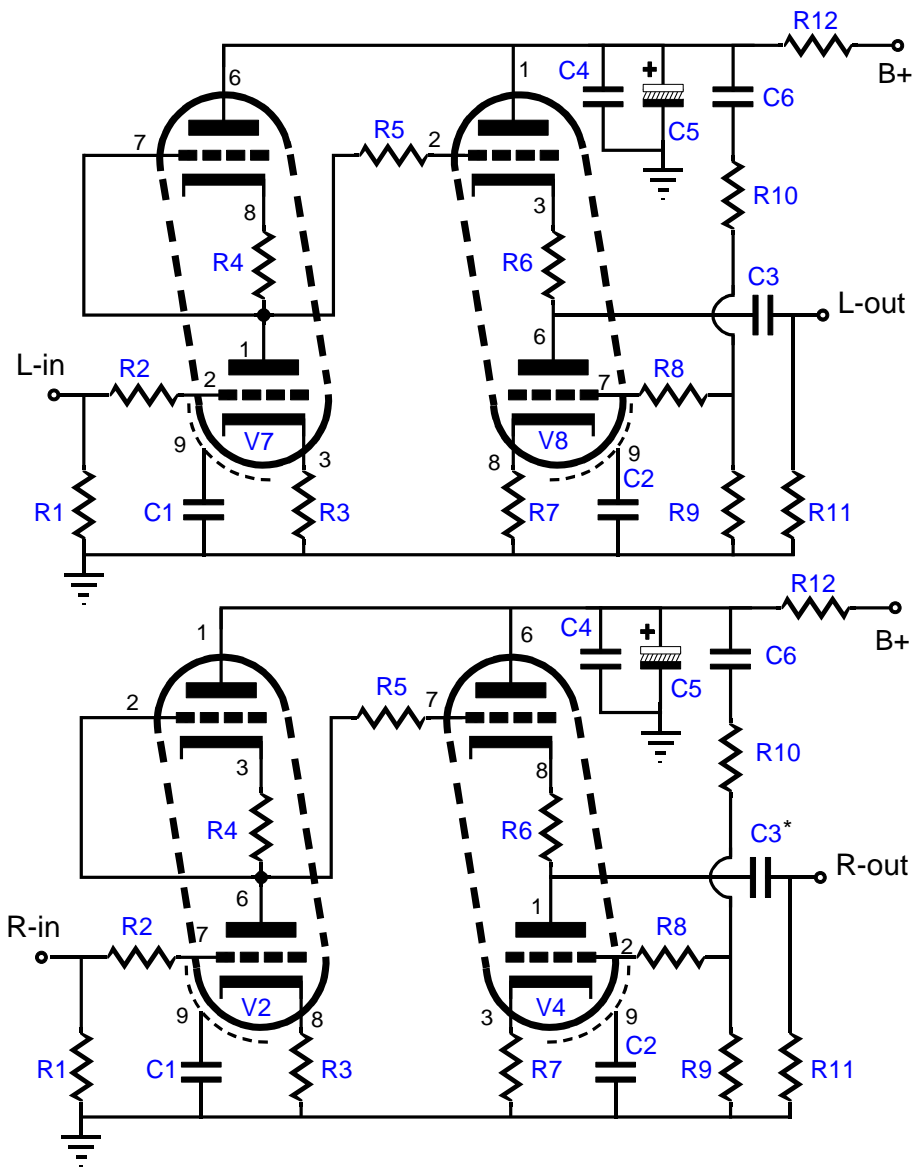 R12
6
1
C4
+
B+
C6
C5
7
R5
2
R10
8
3
R4
R6
C3
L-out
1
6
L-in
R2
2
7
R8
V7
V8
9
3
8
9
C2
R1
C1
R3
R7
R9
R11
R12
1
6
C4
+
B+
C6
C5
2
R5
7
R10
3
8
R4
R6
C3*
R-out
6
1
R-in
R2
7
2
R8
V2
V4
9
8
3
9
C2
R1
C1
R3
R7
R9
R11